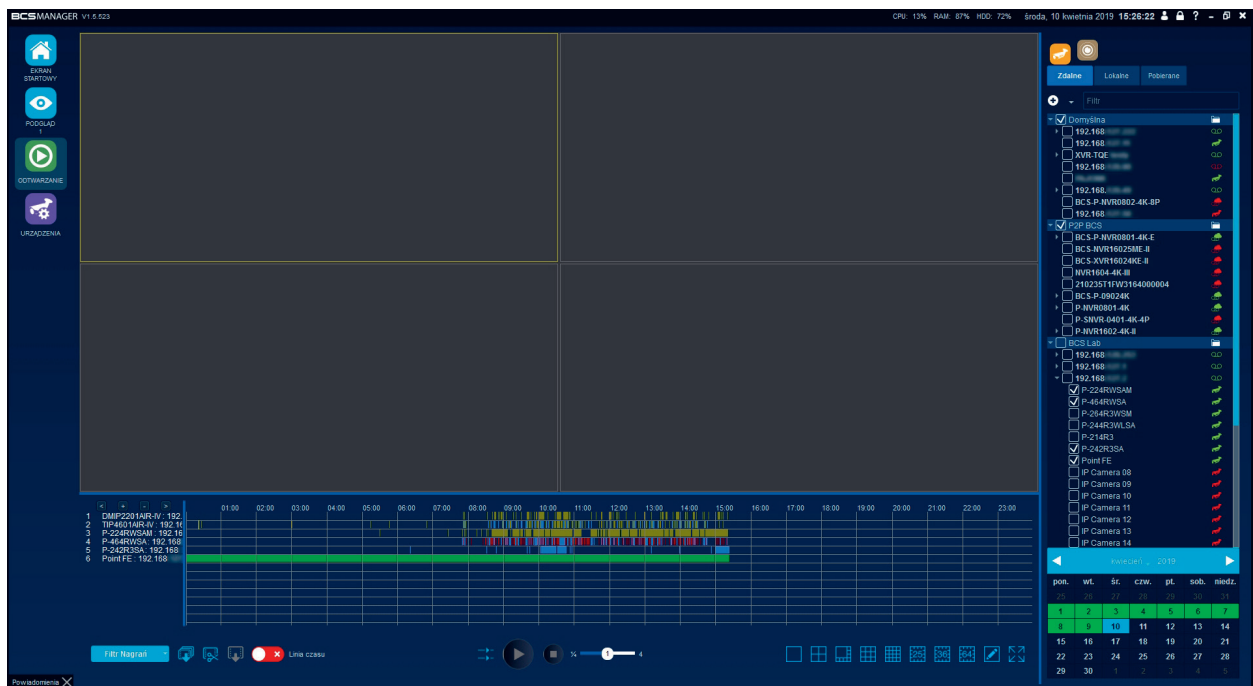 BCSMANAGER V1.5.523
CPU: 13% RAM: 87% HDD: 72% środa, 10 kwietnia 2019 15:26:22 ?
EKRAN
STARTOWY
PODGLĄD
1
ODTWARZANIE
URZĄDZENIA
Zdalne Lokalne Pobierane
Filtr
Domyślna
192.168
192.168
XVR-TQE
192.168
192.168.
BCS-P-NVR0802-4K-8P
192.168
P2P BCS
BCS-P-NVR0801-4K-E
BCS-NVR16025ME-II
BCS-XVR16024KE-II
NVR1604-4K-III
210235T1FW3164000004
BCS-P-09024K
P-NVR0801-4K
P-SNVR-0401-4K-4P
P-NVR1602-4K-II
BCS Lab
192.168
192.168
192.168
P-224RWSAM
P-464RWSA
P-264R3WSM
P-244R3WLSA
P-214R3
P-242R3SA
Point FE
IP Camera 08
IP Camera 09
IP Camera 10
IP Camera 11
IP Camera 12
IP Camera 13
IP Camera 14
< + - >
01:00 02:00 03:00 04:00 05:00 06:00 07:00 08:00 09:00 10:00 11:00 12:00 13:00 14:00 15:00 16:00 17:00 18:00 19:00 20:00 21:00 22:00 23:00
1 DMIP2201AIR-IV : 192.
2 TIP4601AIR-IV : 192.16
3 P-224RWSAM : 192.16
4 P-464RWSA : 192.168
5 P-242R3SA : 192.168
6 Point FE : 192.168
kwiecień , 2019
pon. wt. śr. czw. pt. sob. niedz.
25 26 27 28 29 30 31
1 2 3 4 5 6 7
8 9 10 11 12 13 14
15 16 17 18 19 20 21
22 23 24 25 26 27 28
29 30 1 2 3 4 5
Filtr Nagrań
Linia czasu
¼ 1 4
25 36 64
Powiadomienia